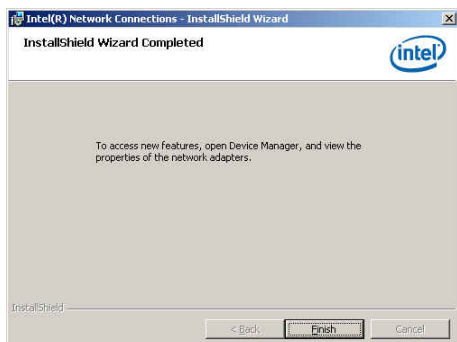 Intel(R) Network Connections - InstallShield Wizard
InstallShield Wizard Completed
intel
To access new features, open Device Manager, and view the
properties of the network adapters.
InstallShield
< Back
Finish
Cancel